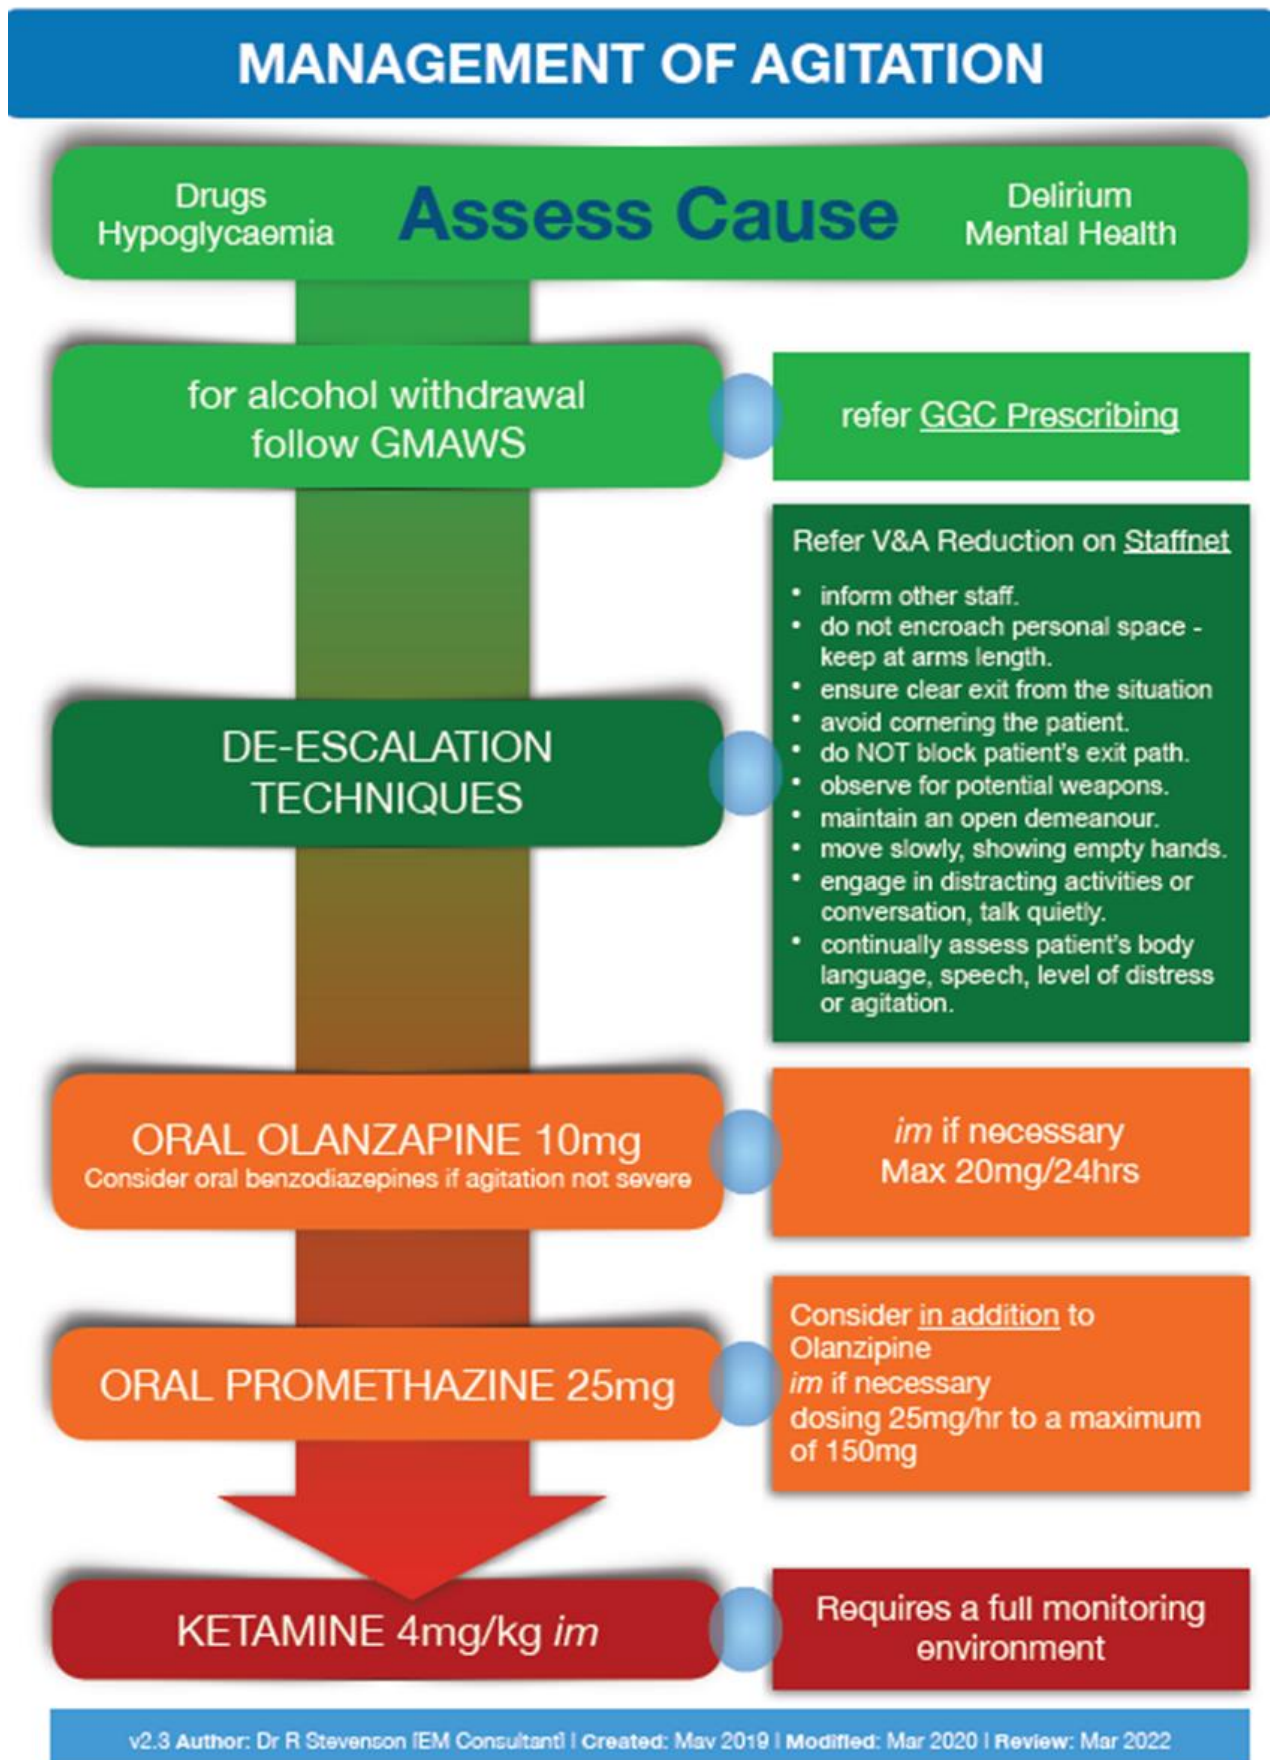 MANAGEMENT OF AGITATION
Drugs
Hypoglycaemia
Assess Cause
Delirium
Mental Health
for alcohol withdrawal
follow GMAWS
refer GGC Prescribing
DE-ESCALATION
TECHNIQUES
Refer V&A Reduction on Staffnet
• inform other staff.
• do not encroach personal space -
keep at arms length.
• ensure clear exit from the situation
• avoid cornering the patient.
• do NOT block patient's exit path.
• observe for potential weapons.
• maintain an open demeanour.
• move slowly, showing empty hands.
• engage in distracting activities or
conversation, talk quietly.
• continually assess patient's body
language, speech, level of distress
or agitation.
ORAL OLANZAPINE 10mg
Consider oral benzodiazepines if agitation not severe
im if necessary
Max 20mg/24hrs
ORAL PROMETHAZINE 25mg
Consider in addition to
Olanzipine
im if necessary
dosing 25mg/hr to a maximum
of 150mg
KETAMINE 4mg/kg im
Requires a full monitoring
environment
v2.3 Author: Dr R Stevenson [EM Consultant] | Created: May 2019 | Modified: Mar 2020 | Review: Mar 2022